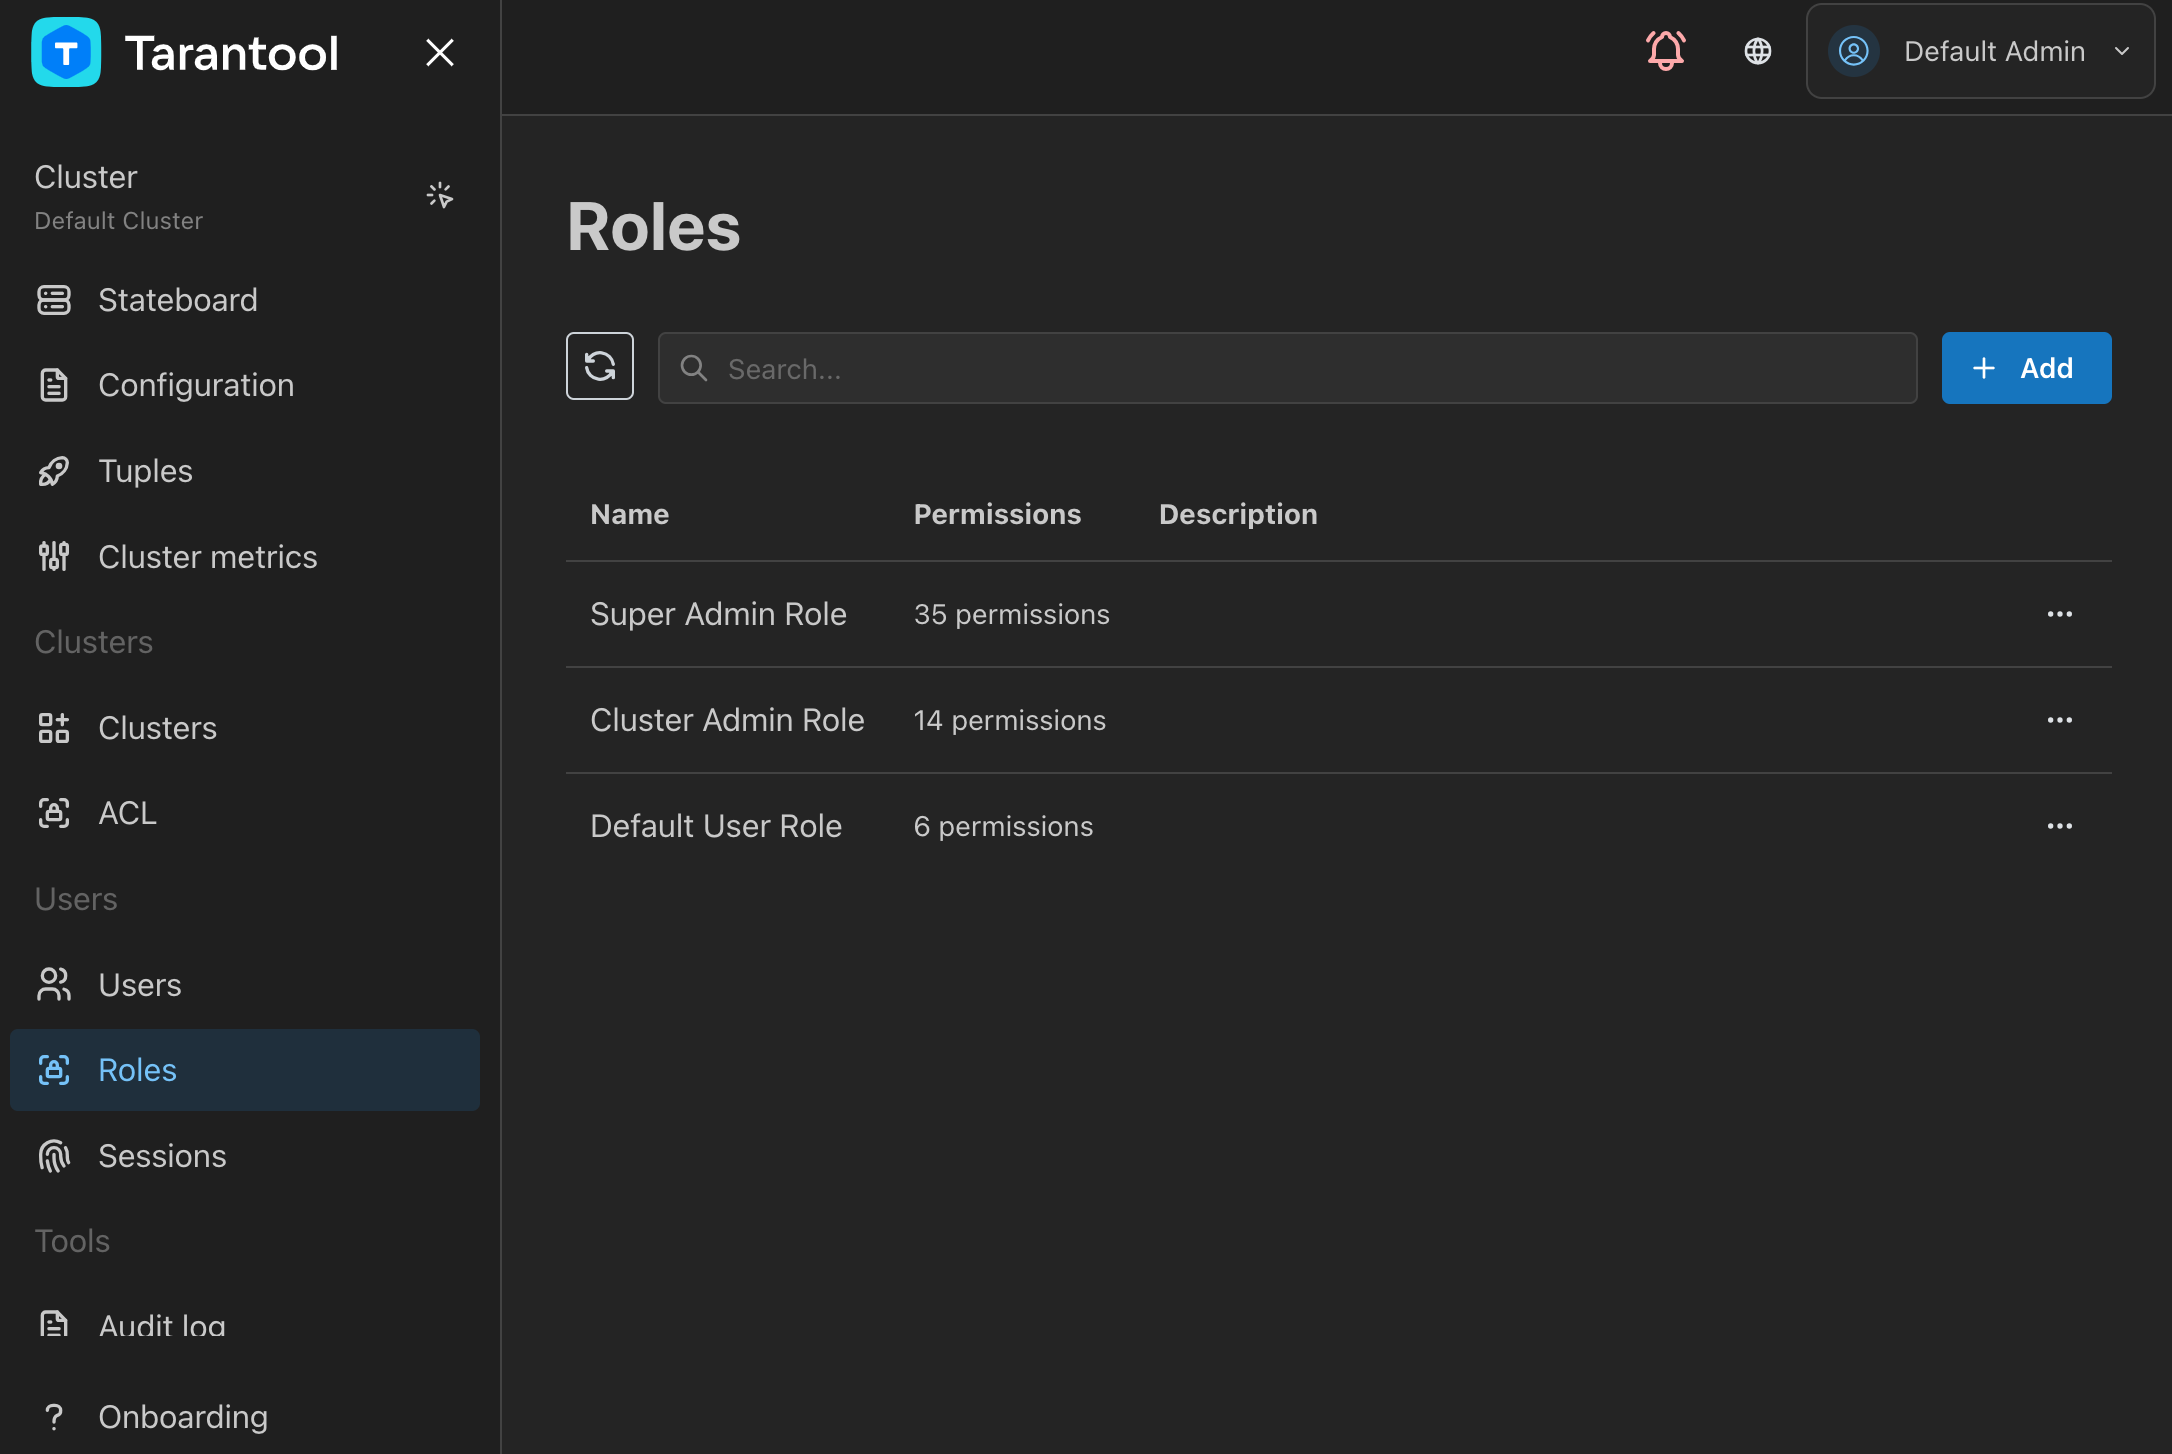 Tarantool
Cluster
Default Cluster
Stateboard
Configuration
Tuples
Cluster metrics
Clusters
Clusters
ACL
Users
Users
Roles
Sessions
Tools
Audit log
Onboarding
Default Admin
Roles
Search...
Add
Name Permissions Description
Super Admin Role 35 permissions
Cluster Admin Role 14 permissions
Default User Role 6 permissions